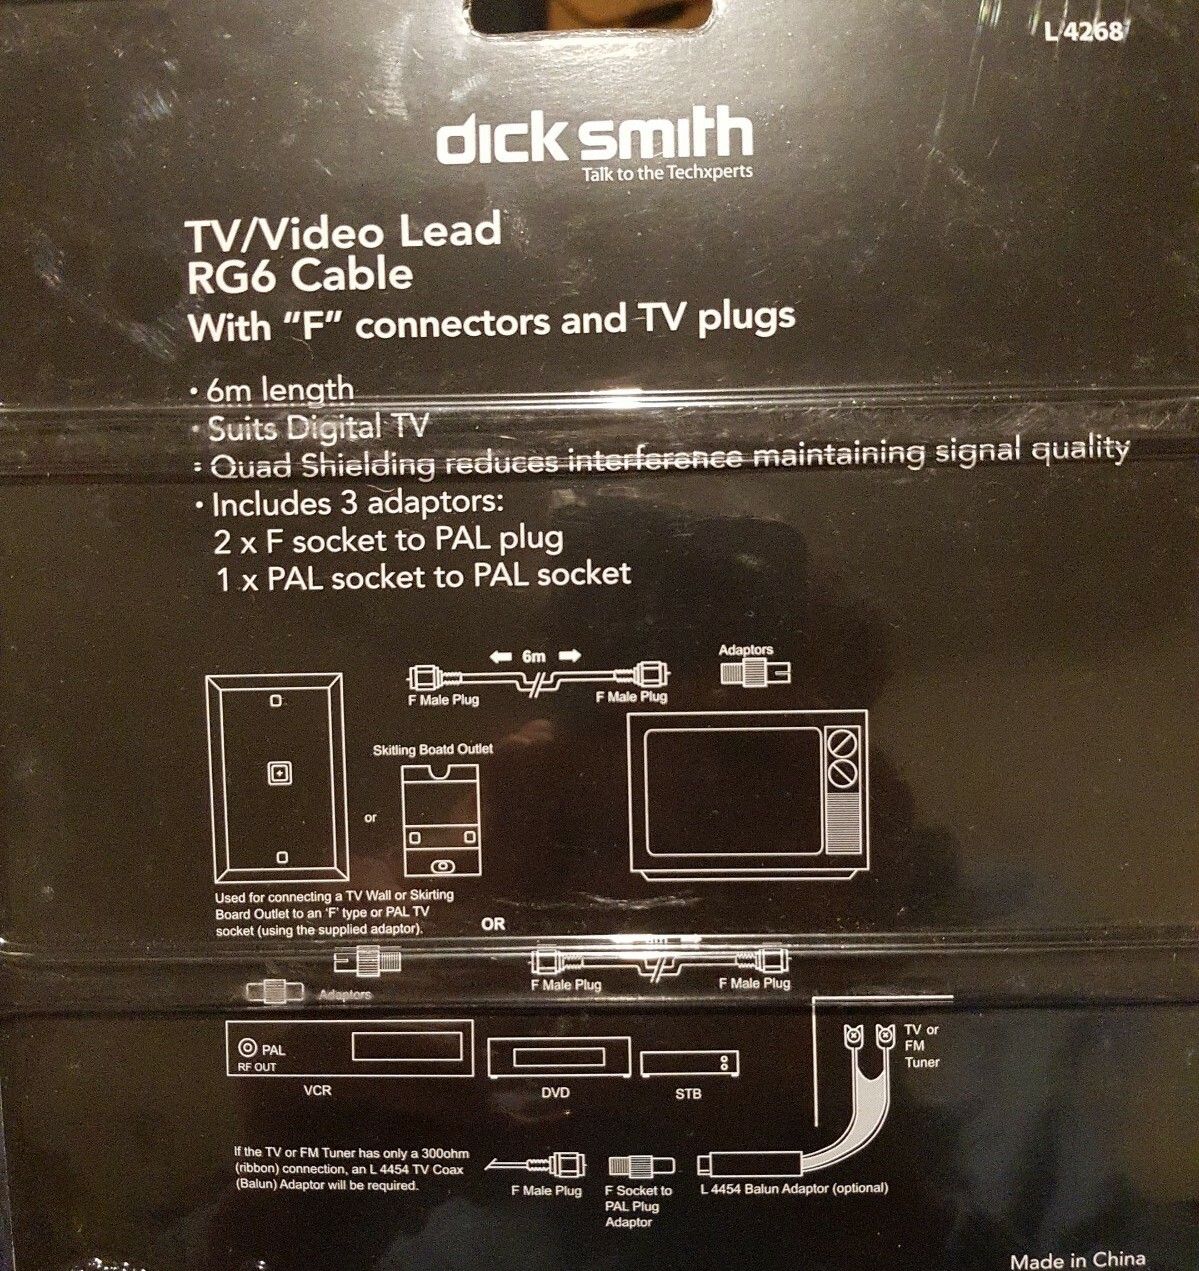 L 4268
dick smith
Talk to the Techxperts
TV/Video Lead
RG6 Cable
With "F" connectors and TV plugs
• 6m length
• Suits Digital TV
• Quad Shielding reduces interference maintaining signal quality
• Includes 3 adaptors:
2 x F socket to PAL plug
1 x PAL socket to PAL socket
6m
Adaptors
F Male Plug
F Male Plug
Skitling Boatd Outlet
or
Used for connecting a TV Wall or Skirting
Board Outlet to an 'F' type or PAL TV
socket (using the supplied adaptor).
OR
F Male Plug
F Male Plug
Adaptors
PAL
RF OUT
VCR
DVD
STB
TV or
FM
Tuner
If the TV or FM Tuner has only a 300ohm
(ribbon) connection, an L 4454 TV Coax
(Balun) Adaptor will be required.
F Male Plug
F Socket to
PAL Plug
Adaptor
L 4454 Balun Adaptor (optional)
Made in China